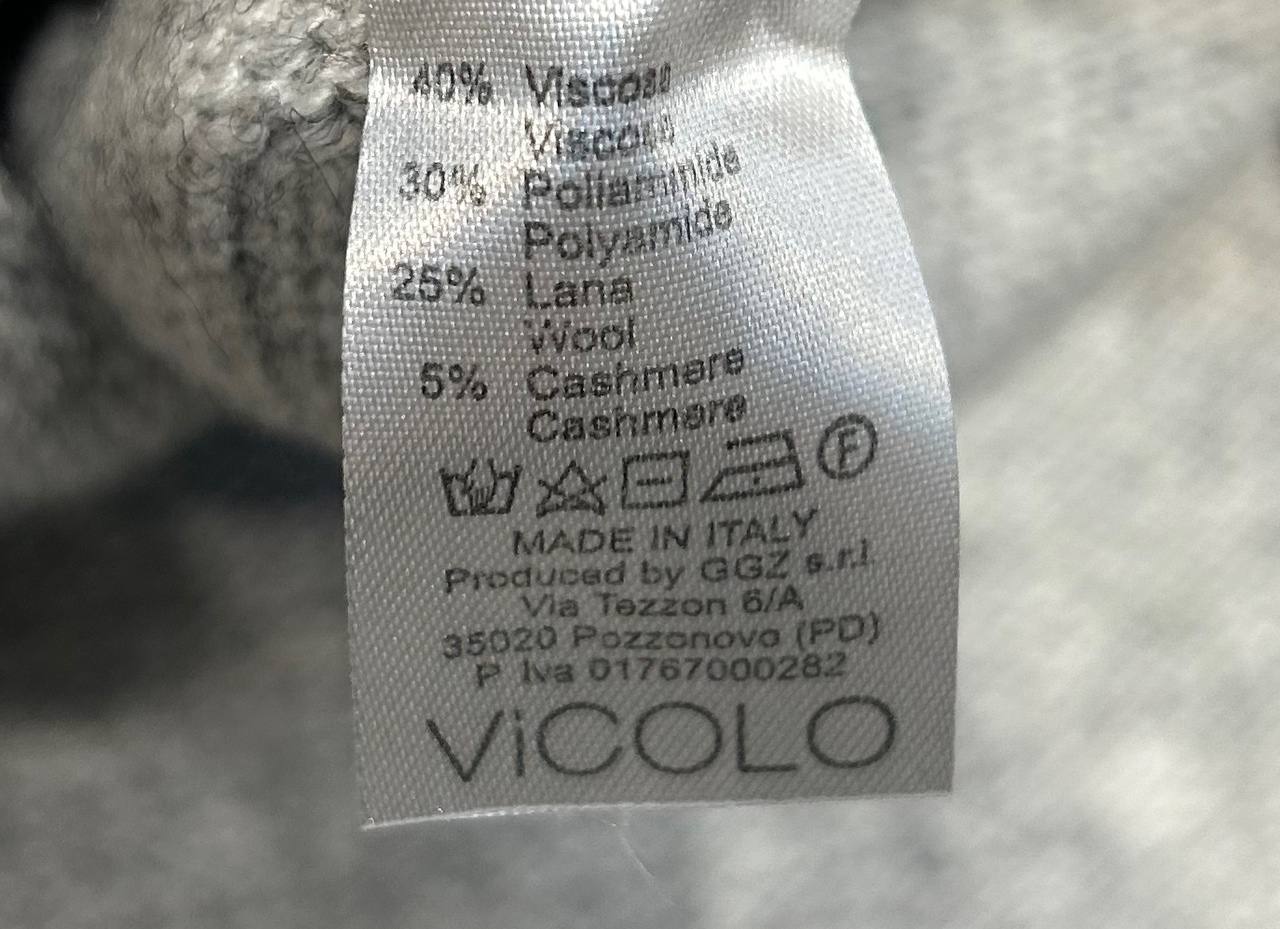 40% Viscosa
Viscose
30% Poliammide
Polyamide
25% Lana
Wool
5% Cashmere
Cashmere
F
MADE IN ITALY
Produced by GGZ s.r.l.
Via Tezzon 6/A
35020 Pozzonovo (PD)
P Iva 01767000282
ViCOLO